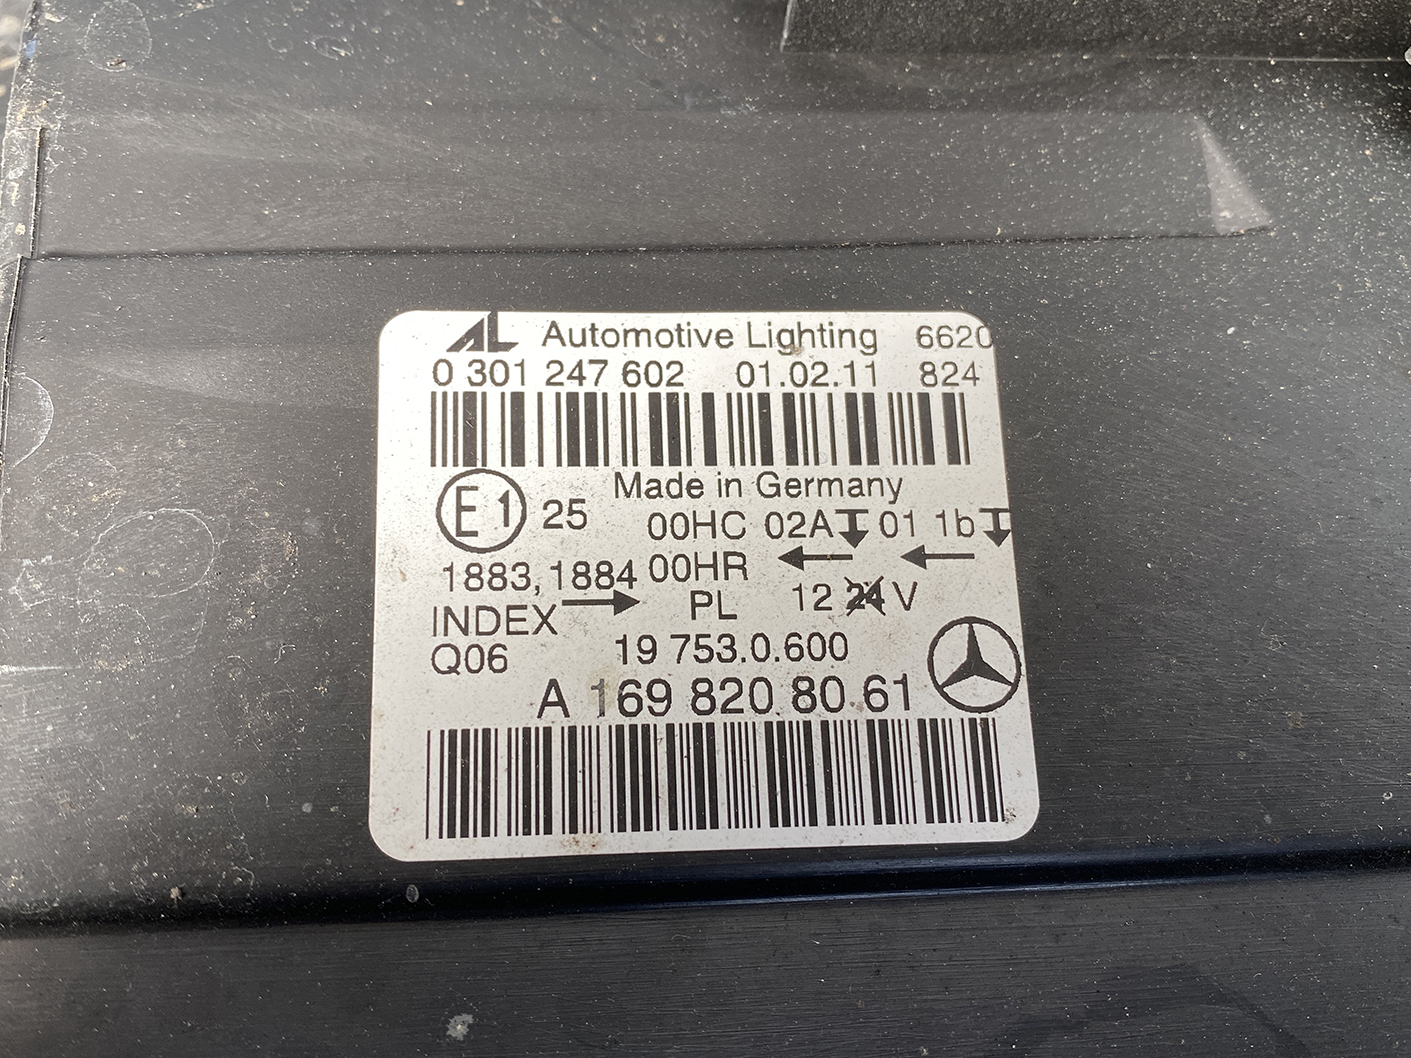 AL Automotive Lighting 6620
0 301 247 602 01.02.11 824
Made in Germany
E1 25 00HC 02A 01 1b
1883,1884 00HR
INDEX PL 12 24 V
Q06 19 753.0.600
A 169 820 80 61